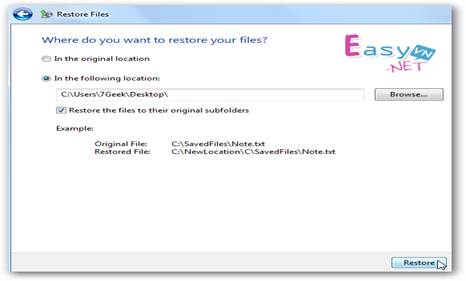 Restore Files
Where do you want to restore your files?
In the original location
In the following location:
C:\Users\7Geek\Desktop\
Browse...
Restore the files to their original subfolders
Example:
Original File: C:\SavedFiles\Note.txt
Restored File: C:\NewLocation\C\SavedFiles\Note.txt
Restore
EasyVN
.NET